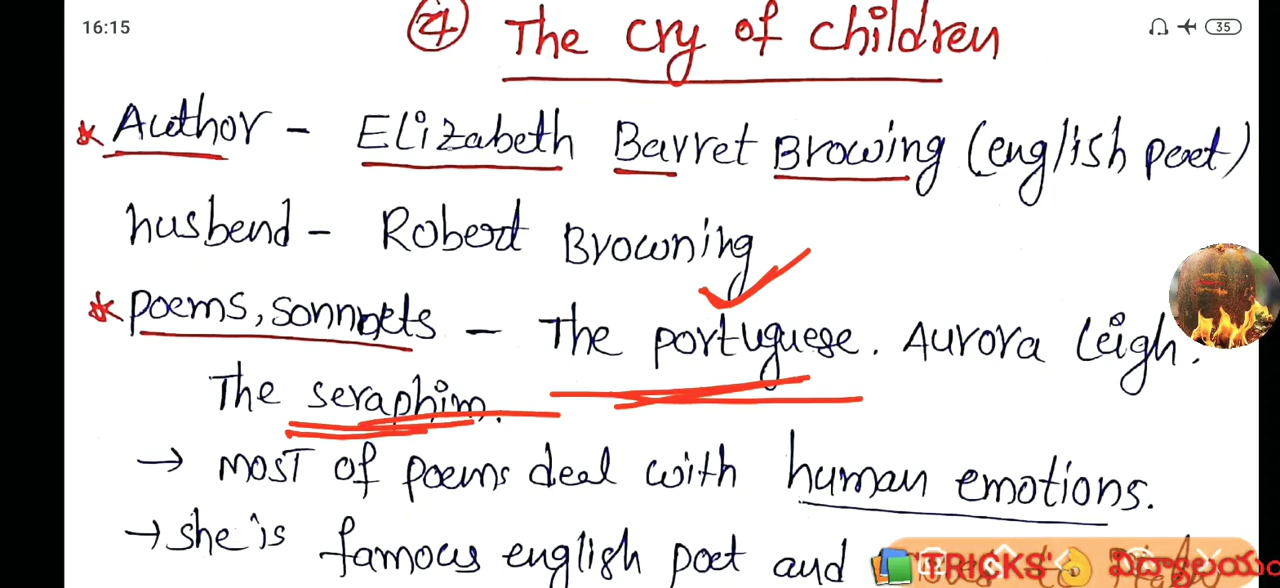 16:15
35
④ The cry of children
* Author - Elizabeth Barret Browing (english poet)
husbend - Robert Browning
* Poems, sonnets - The portuguese. Aurora Leigh.
The seraphim.
→ most of poems deal with human emotions.
→ she is famous english poet and
TRICKS విద్యాలయం